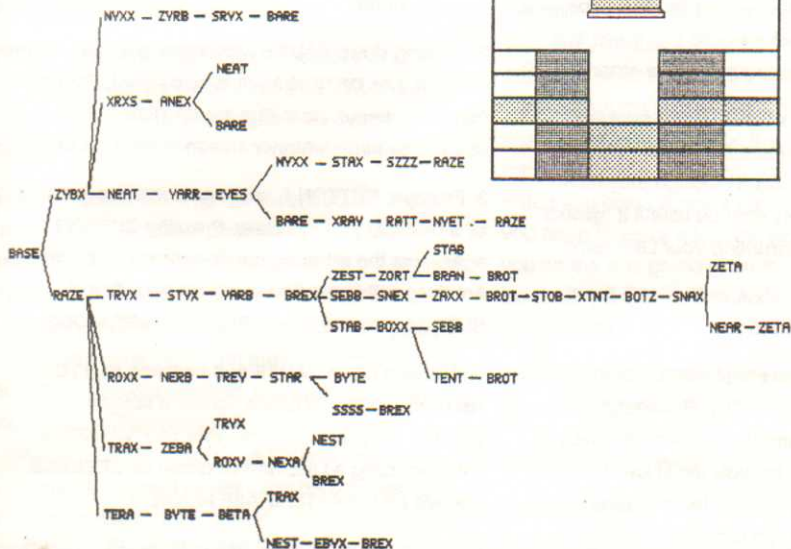 NYXX — ZYRB — SRYX — BARE
NEAT
XRXS — ANEX
BARE
NYXX — STAX — SZZZ — RAZE
ZYBX NEAT — YARR — EYES
BARE — XRAY — RATT — NYET — RAZE
BASE
STAB
ZEST — ZORT BRAN — BROT
ZETA
RAZE — TRYX — STYX — YARB — BREX SEBB — SNEX — ZAXX — BROT — STOB — XTNT — BOTZ — SNAX
STAB — BOXX SEBB
NEAR — ZETA
ROXX — NERB — TREY — STAR BYTE TENT — BROT
SSSS — BREX
TRYX
TRAX — ZEBA NEST
ROXY — NEXA
BREX
TRAX
TERA — BYTE — BETA
NEST — EBYX — BREX